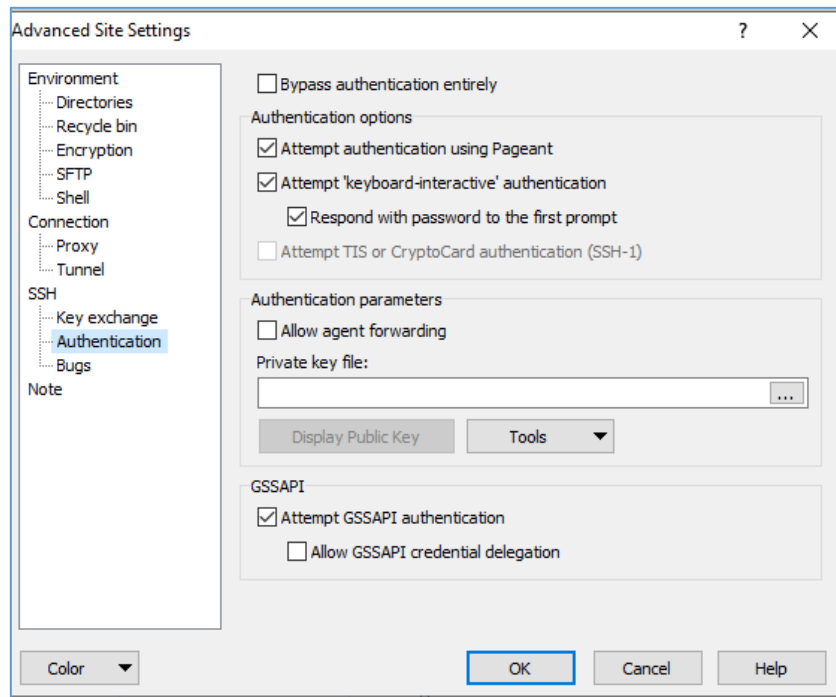 Advanced Site Settings
?
Environment
Directories
Recycle bin
Encryption
SFTP
Shell
Connection
Proxy
Tunnel
SSH
Key exchange
Authentication
Bugs
Note
Bypass authentication entirely
Authentication options
Attempt authentication using Pageant
Attempt 'keyboard-interactive' authentication
Respond with password to the first prompt
Attempt TIS or CryptoCard authentication (SSH-1)
Authentication parameters
Allow agent forwarding
Private key file:
...
Display Public Key
Tools
GSSAPI
Attempt GSSAPI authentication
Allow GSSAPI credential delegation
Color
OK
Cancel
Help